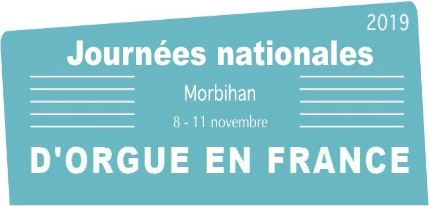 2019
Journées nationales
Morbihan
8 - 11 novembre
D'ORGUE EN FRANCE